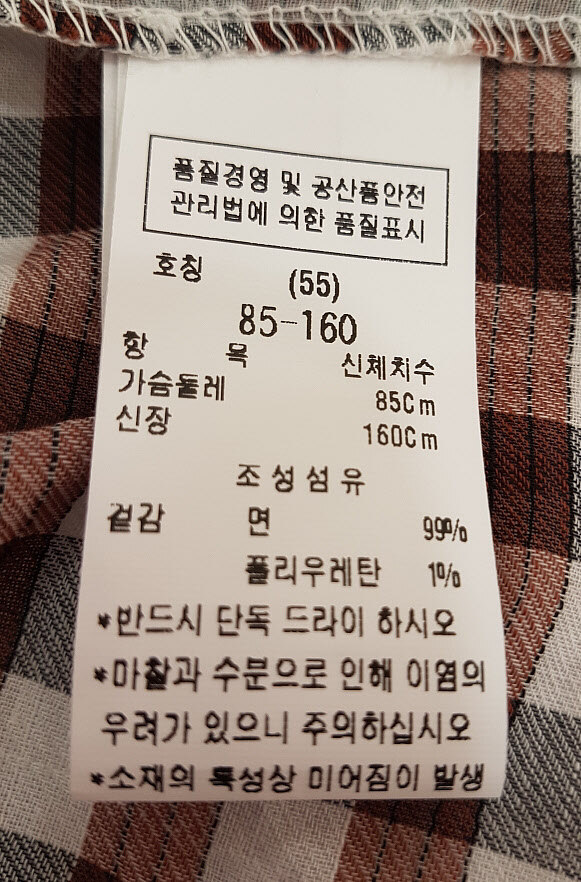 품질경영 및 공산품안전
관리법에 의한 품질표시
호칭 (55)
85-160
항 목 신체치수
가슴둘레 85Cm
신장 160Cm
조성섬유
겉감 면 99%
폴리우레탄 1%
*반드시 단독 드라이 하시오
*마찰과 수분으로 인해 이염의
우려가 있으니 주의하십시오
*소재의 특성상 미어짐이 발생